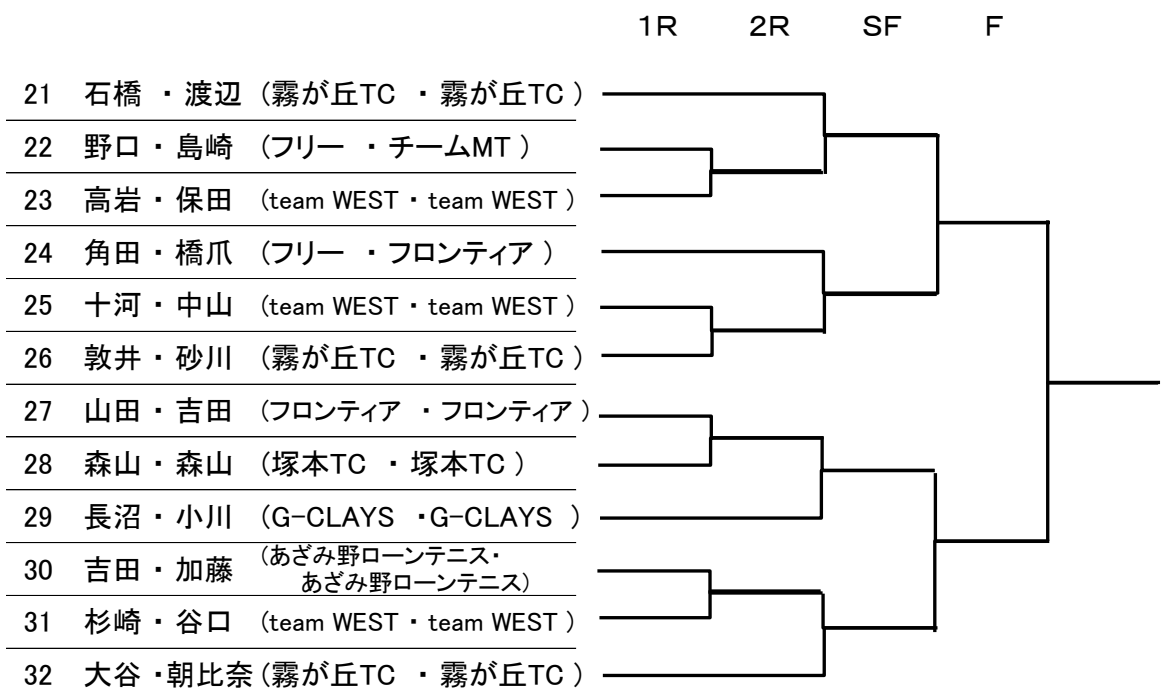 1R 2R SF F
21 石橋 ・渡辺 (霧が丘TC ・霧が丘TC )
22 野口・島崎 (フリー ・チームMT )
23 高岩・保田 (team WEST・team WEST )
24 角田・橋爪 (フリー ・フロンティア )
25 十河・中山 (team WEST・team WEST )
26 敦井・砂川 (霧が丘TC ・霧が丘TC )
27 山田・吉田 (フロンティア ・フロンティア )
28 森山・森山 (塚本TC ・塚本TC )
29 長沼・小川 (G-CLAYS ・G-CLAYS )
30 吉田・加藤 (あざみ野ローンテニス・
あざみ野ローンテニス)
31 杉崎・谷口 (team WEST・team WEST )
32 大谷・朝比奈 (霧が丘TC ・霧が丘TC )